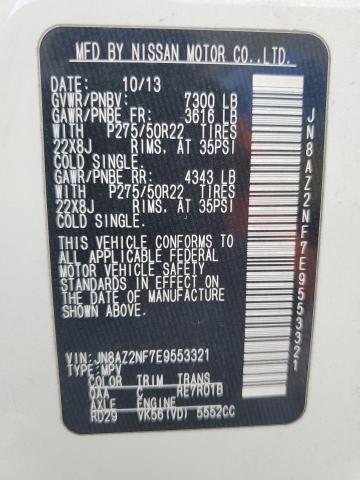 MFD BY NISSAN MOTOR CO.,LTD.
DATE: 10/13
GVWR/PNBV: 7300 LB
GAWR/PNBE FR: 3616 LB
WITH P275/50R22 TIRES
22X8J RIMS, AT 35PSI
COLD SINGLE.
GAWR/PNBE RR: 4343 LB
WITH P275/50R22 TIRES
22X8J RIMS, AT 35PSI
COLD SINGLE.
THIS VEHICLE CONFORMS TO
ALL APPLICABLE FEDERAL
MOTOR VEHICLE SAFETY
STANDARDS IN EFFECT ON
THE DATE OF MANUFACTURE
SHOWN ABOVE.
VIN:JN8AZ2NF7E9553321
TYPE:MPV
COLOR TRIM TRANS
QAA C RE7R01B
AXLE ENGINE
RD29 VK56(VD) 5552CC
JN8AZ2NF7E9553321